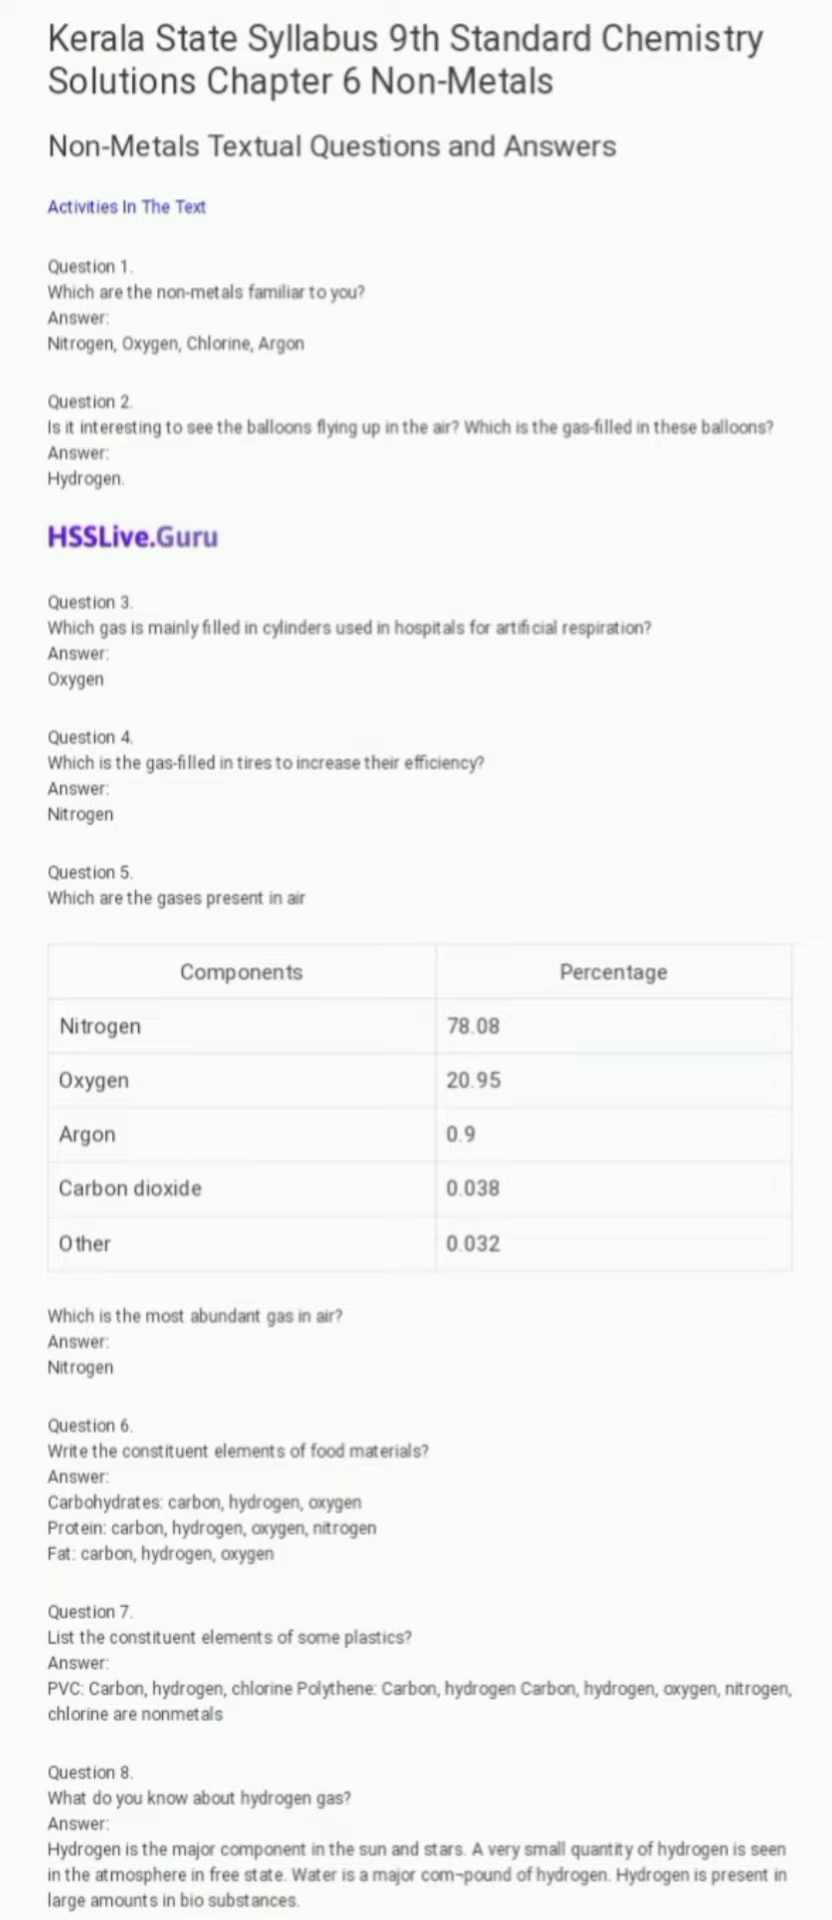 Kerala State Syllabus 9th Standard Chemistry
Solutions Chapter 6 Non-Metals
Non-Metals Textual Questions and Answers
Activities In The Text
Question 1.
Which are the non-metals familiar to you?
Answer:
Nitrogen, Oxygen, Chlorine, Argon
Question 2.
Is it interesting to see the balloons flying up in the air? Which is the gas-filled in these balloons?
Answer:
Hydrogen.
HSSLive.Guru
Question 3.
Which gas is mainly filled in cylinders used in hospitals for artificial respiration?
Answer:
Oxygen
Question 4.
Which is the gas-filled in tires to increase their efficiency?
Answer:
Nitrogen
Question 5.
Which are the gases present in air
Components Percentage
Nitrogen 78.08
Oxygen 20.95
Argon 0.9
Carbon dioxide 0.038
Other 0.032
Which is the most abundant gas in air?
Answer:
Nitrogen
Question 6.
Write the constituent elements of food materials?
Answer:
Carbohydrates: carbon, hydrogen, oxygen
Protein: carbon, hydrogen, oxygen, nitrogen
Fat: carbon, hydrogen, oxygen
Question 7.
List the constituent elements of some plastics?
Answer:
PVC: Carbon, hydrogen, chlorine Polythene: Carbon, hydrogen Carbon, hydrogen, oxygen, nitrogen,
chlorine are nonmetals
Question 8.
What do you know about hydrogen gas?
Answer:
Hydrogen is the major component in the sun and stars. A very small quantity of hydrogen is seen
in the atmosphere in free state. Water is a major com¬pound of hydrogen. Hydrogen is present in
large amounts in bio substances.